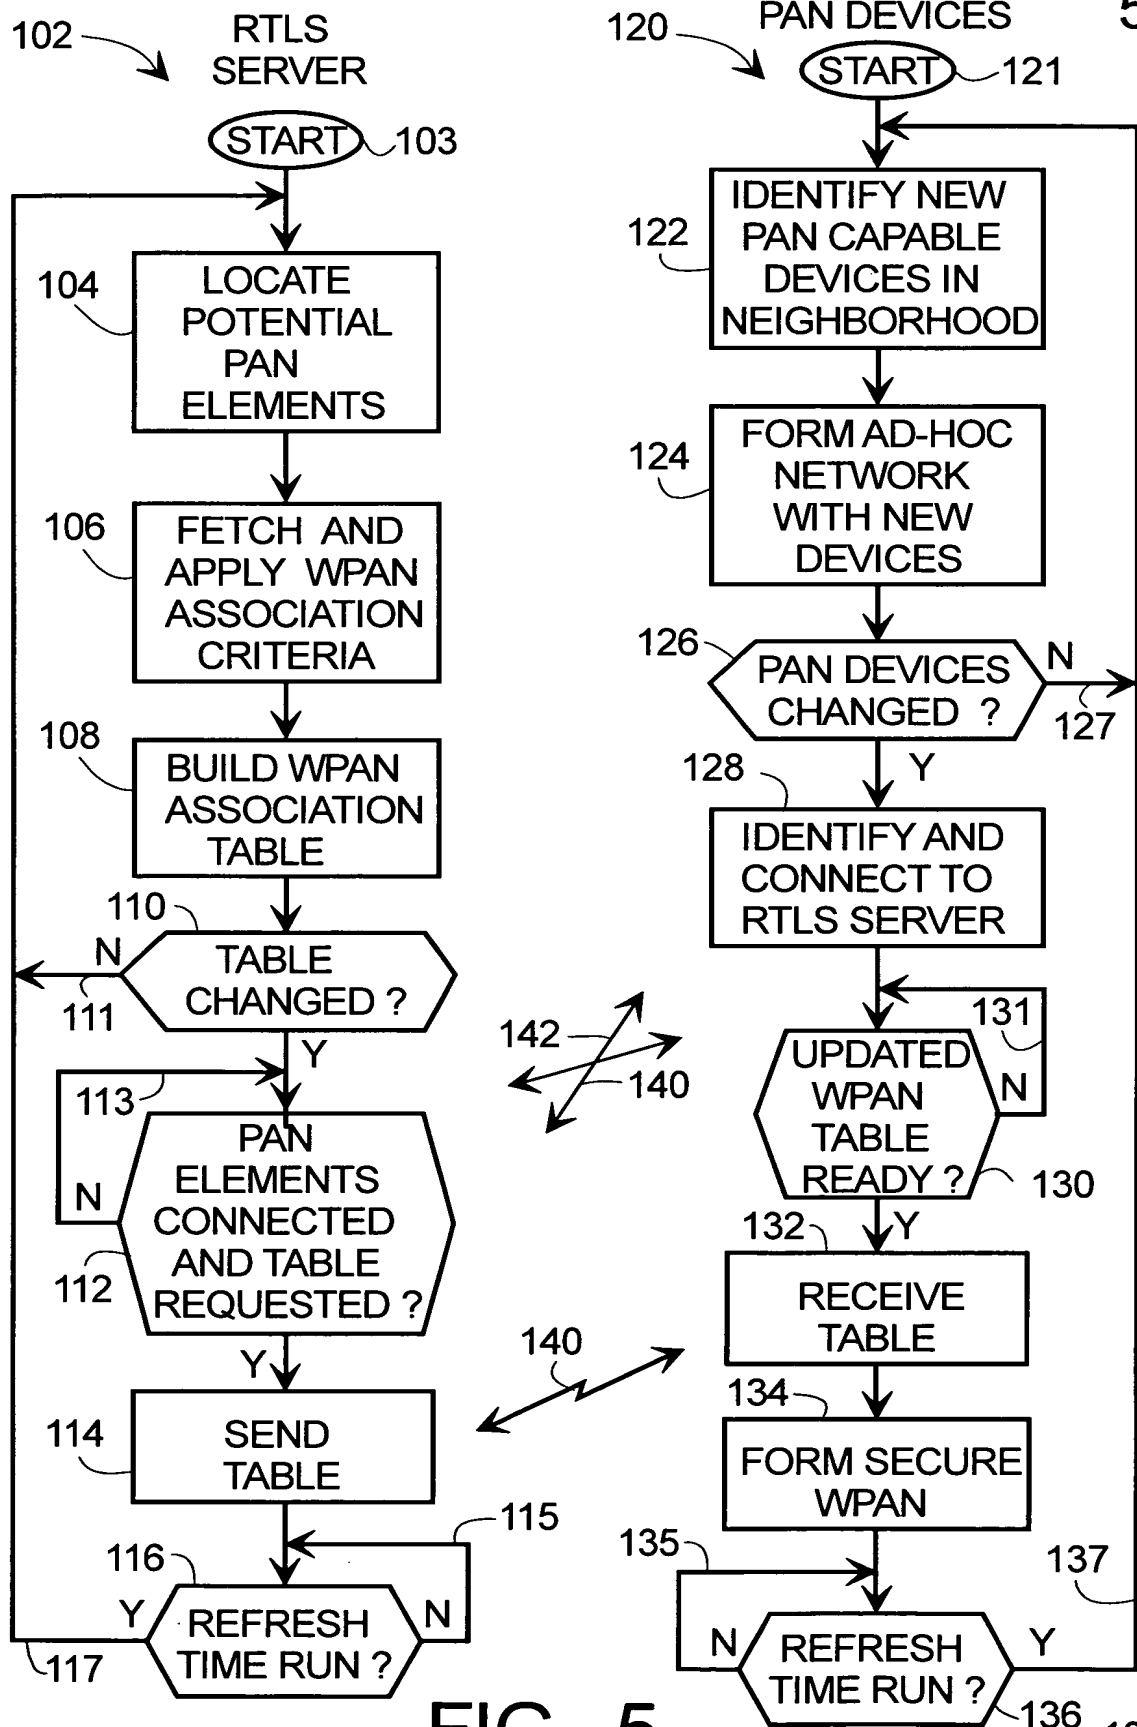 102
RTLS
SERVER
START
103
104
LOCATE
POTENTIAL
PAN
ELEMENTS
106
FETCH AND
APPLY WPAN
ASSOCIATION
CRITERIA
108
BUILD WPAN
ASSOCIATION
TABLE
110
N
TABLE
CHANGED ?
111
Y
113
PAN
ELEMENTS
CONNECTED
AND TABLE
REQUESTED ?
N
112
Y
114
SEND
TABLE
115
116
Y
REFRESH
TIME RUN ?
N
117
142
140
140
120
PAN DEVICES
START
121
122
IDENTIFY NEW
PAN CAPABLE
DEVICES IN
NEIGHBORHOOD
124
FORM AD-HOC
NETWORK
WITH NEW
DEVICES
126
PAN DEVICES
CHANGED ?
N
127
Y
128
IDENTIFY AND
CONNECT TO
RTLS SERVER
131
UPDATED
WPAN
TABLE
READY ?
N
130
Y
132
RECEIVE
TABLE
134
FORM SECURE
WPAN
135
137
N
REFRESH
TIME RUN ?
Y
136
FIG. 5